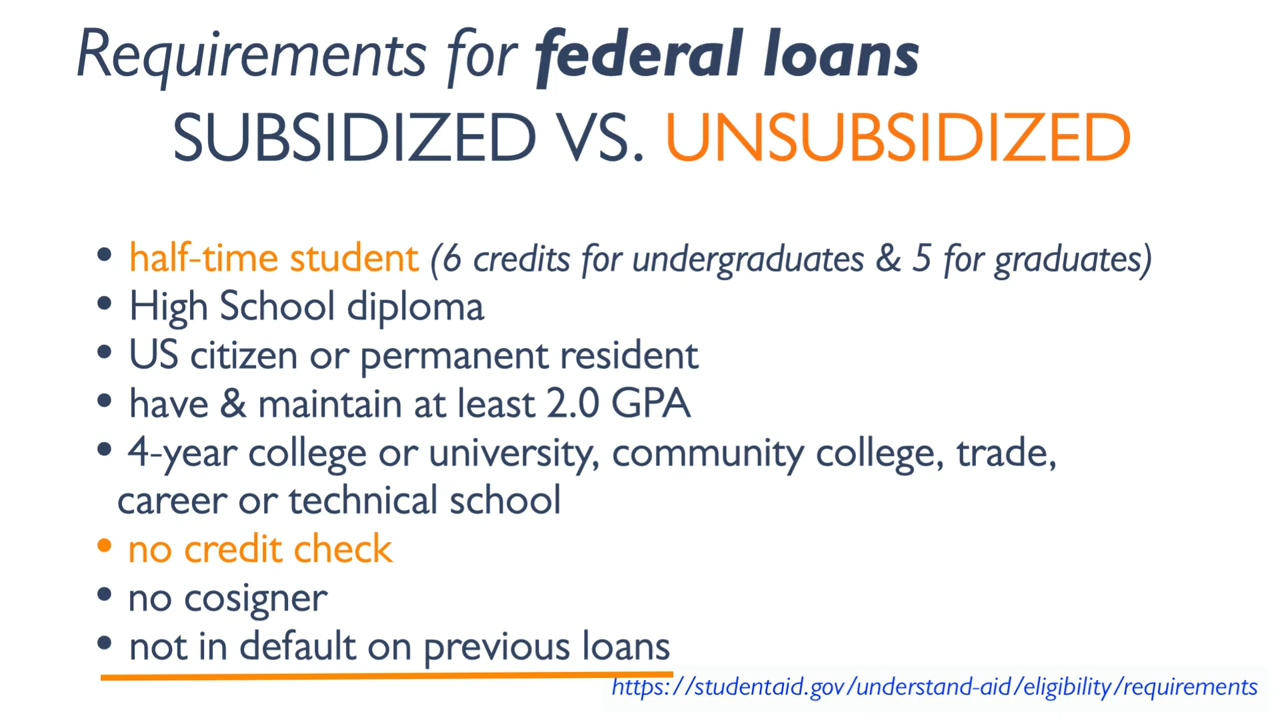 Requirements for federal loans
SUBSIDIZED VS. UNSUBSIDIZED
• half-time student (6 credits for undergraduates & 5 for graduates)
• High School diploma
• US citizen or permanent resident
• have & maintain at least 2.0 GPA
• 4-year college or university, community college, trade,
career or technical school
• no credit check
• no cosigner
• not in default on previous loans
https://studentaid.gov/understand-aid/eligibility/requirements